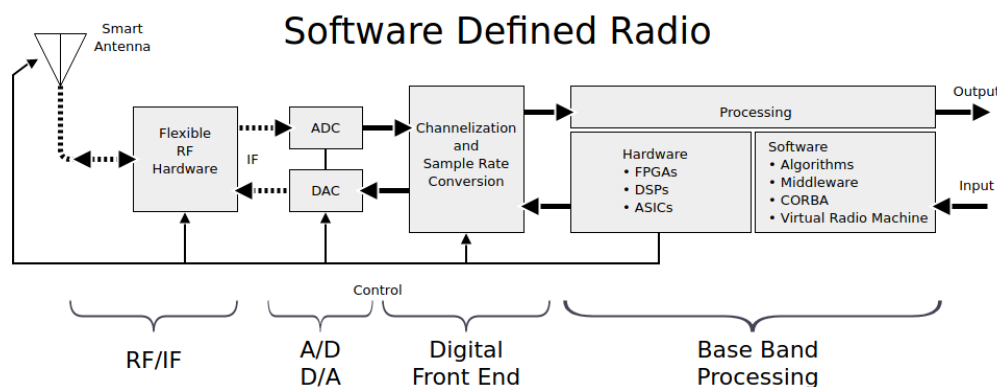 Software Defined Radio
Smart
Antenna
Flexible
RF
Hardware
IF
ADC
DAC
Channelization
and
Sample Rate
Conversion
Processing
Hardware
• FPGAs
• DSPs
• ASICs
Software
• Algorithms
• Middleware
• CORBA
• Virtual Radio Machine
Output
Input
Control
RF/IF
A/D
D/A
Digital
Front End
Base Band
Processing